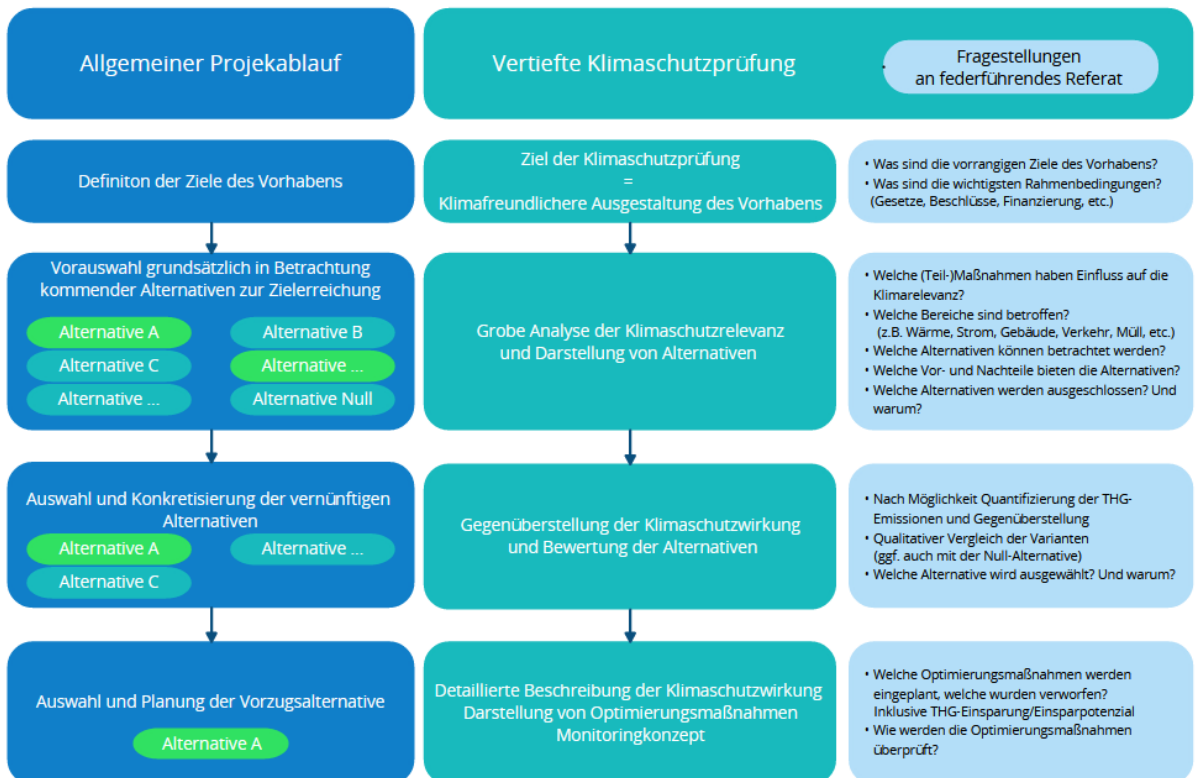 Allgemeiner Projekablauf
Vertiefte Klimaschutzprüfung
Fragestellungen
an federführendes Referat
Definiton der Ziele des Vorhabens
Ziel der Klimaschutzprüfung
=
Klimafreundlichere Ausgestaltung des Vorhabens
• Was sind die vorrangigen Ziele des Vorhabens?
• Was sind die wichtigsten Rahmenbedingungen?
(Gesetze, Beschlüsse, Finanzierung, etc.)
Vorauswahl grundsätzlich in Betrachtung
kommender Alternativen zur Zielerreichung
Alternative A
Alternative B
Alternative C
Alternative ...
Alternative ...
Alternative Null
Grobe Analyse der Klimaschutzrelevanz
und Darstellung von Alternativen
• Welche (Teil-)Maßnahmen haben Einfluss auf die
Klimarelevanz?
• Welche Bereiche sind betroffen?
(z.B. Wärme, Strom, Gebäude, Verkehr, Müll, etc.)
• Welche Alternativen können betrachtet werden?
• Welche Vor- und Nachteile bieten die Alternativen?
• Welche Alternativen werden ausgeschlossen? Und
warum?
Auswahl und Konkretisierung der vernünftigen
Alternativen
Alternative A
Alternative ...
Alternative C
Gegenüberstellung der Klimaschutzwirkung
und Bewertung der Alternativen
• Nach Möglichkeit Quantifizierung der THG-
Emissionen und Gegenüberstellung
• Qualitativer Vergleich der Varianten
(ggf. auch mit der Null-Alternative)
• Welche Alternative wird ausgewählt? Und warum?
Auswahl und Planung der Vorzugsalternative
Alternative A
Detaillierte Beschreibung der Klimaschutzwirkung
Darstellung von Optimierungsmaßnahmen
Monitoringkonzept
• Welche Optimierungsmaßnahmen werden
eingeplant, welche wurden verworfen?
Inklusive THG-Einsparung/Einsparpotenzial
• Wie werden die Optimierungsmaßnahmen
überprüft?